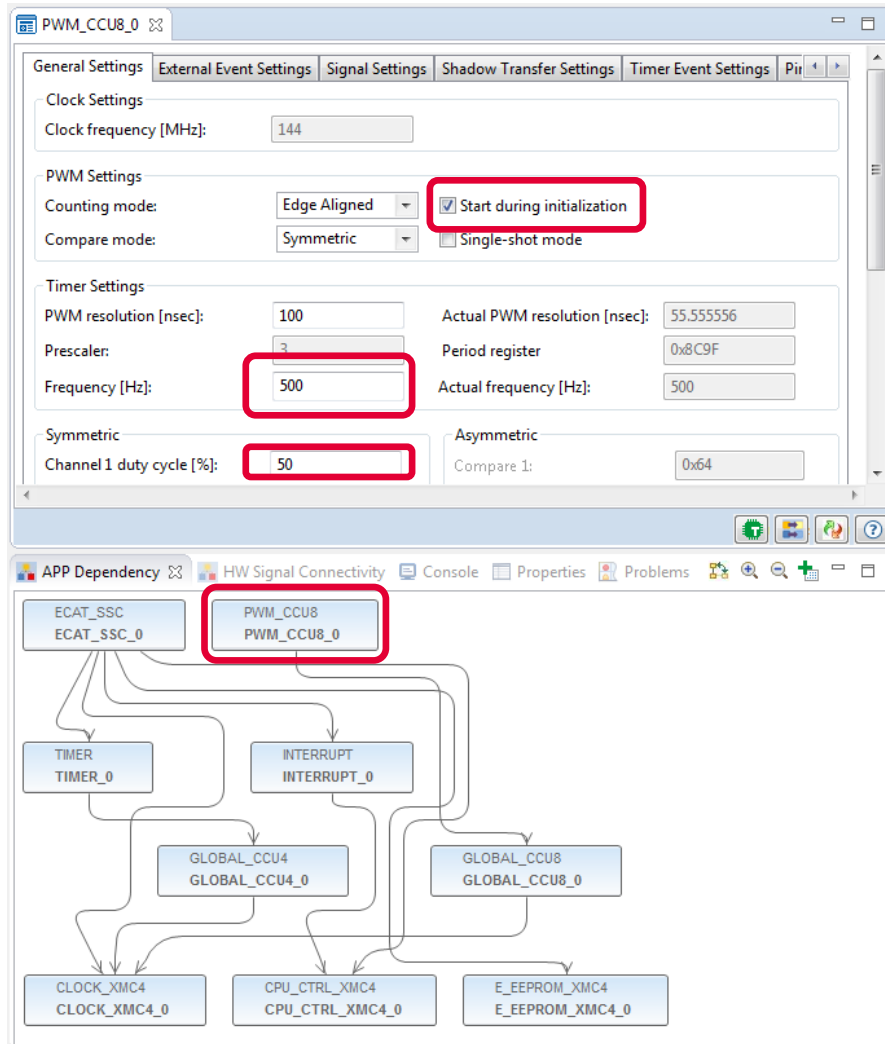 PWM_CCU8_0
General Settings External Event Settings Signal Settings Shadow Transfer Settings Timer Event Settings Pin
Clock Settings
Clock frequency [MHz]: 144
PWM Settings
Counting mode: Edge Aligned Start during initialization
Compare mode: Symmetric Single-shot mode
Timer Settings
PWM resolution [nsec]: 100 Actual PWM resolution [nsec]: 55.555556
Prescaler: 3 Period register 0x8C9F
Frequency [Hz]: 500 Actual frequency [Hz]: 500
Symmetric Asymmetric
Channel 1 duty cycle [%]: 50 Compare 1: 0x64
APP Dependency HW Signal Connectivity Console Properties Problems
ECAT_SSC PWM_CCU8
ECAT_SSC_0 PWM_CCU8_0
TIMER INTERRUPT
TIMER_0 INTERRUPT_0
GLOBAL_CCU4 GLOBAL_CCU8
GLOBAL_CCU4_0 GLOBAL_CCU8_0
CLOCK_XMC4 CPU_CTRL_XMC4 E_EEPROM_XMC4
CLOCK_XMC4_0 CPU_CTRL_XMC4_0 E_EEPROM_XMC4_0